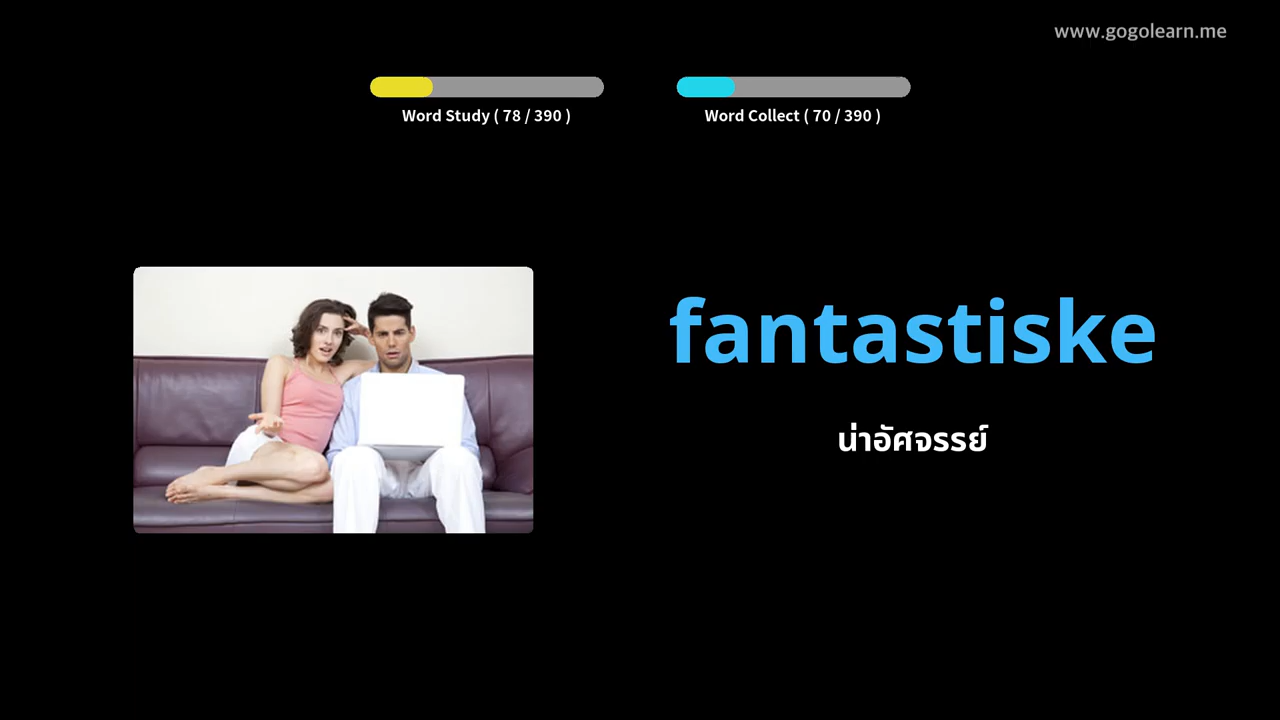 www.gogolearn.me
Word Study ( 78 / 390 )
Word Collect ( 70 / 390 )
fantastiske
น่าอัศจรรย์